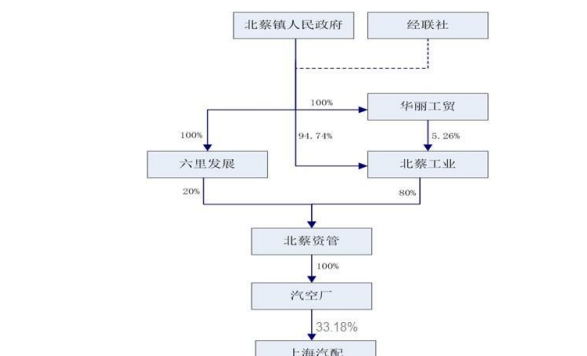 北蔡镇人民政府
经联社
100%
华丽工贸
100%
94.74%
5.26%
六里发展
北蔡工业
20%
80%
北蔡资管
100%
汽空厂
33.18%
上海汽配